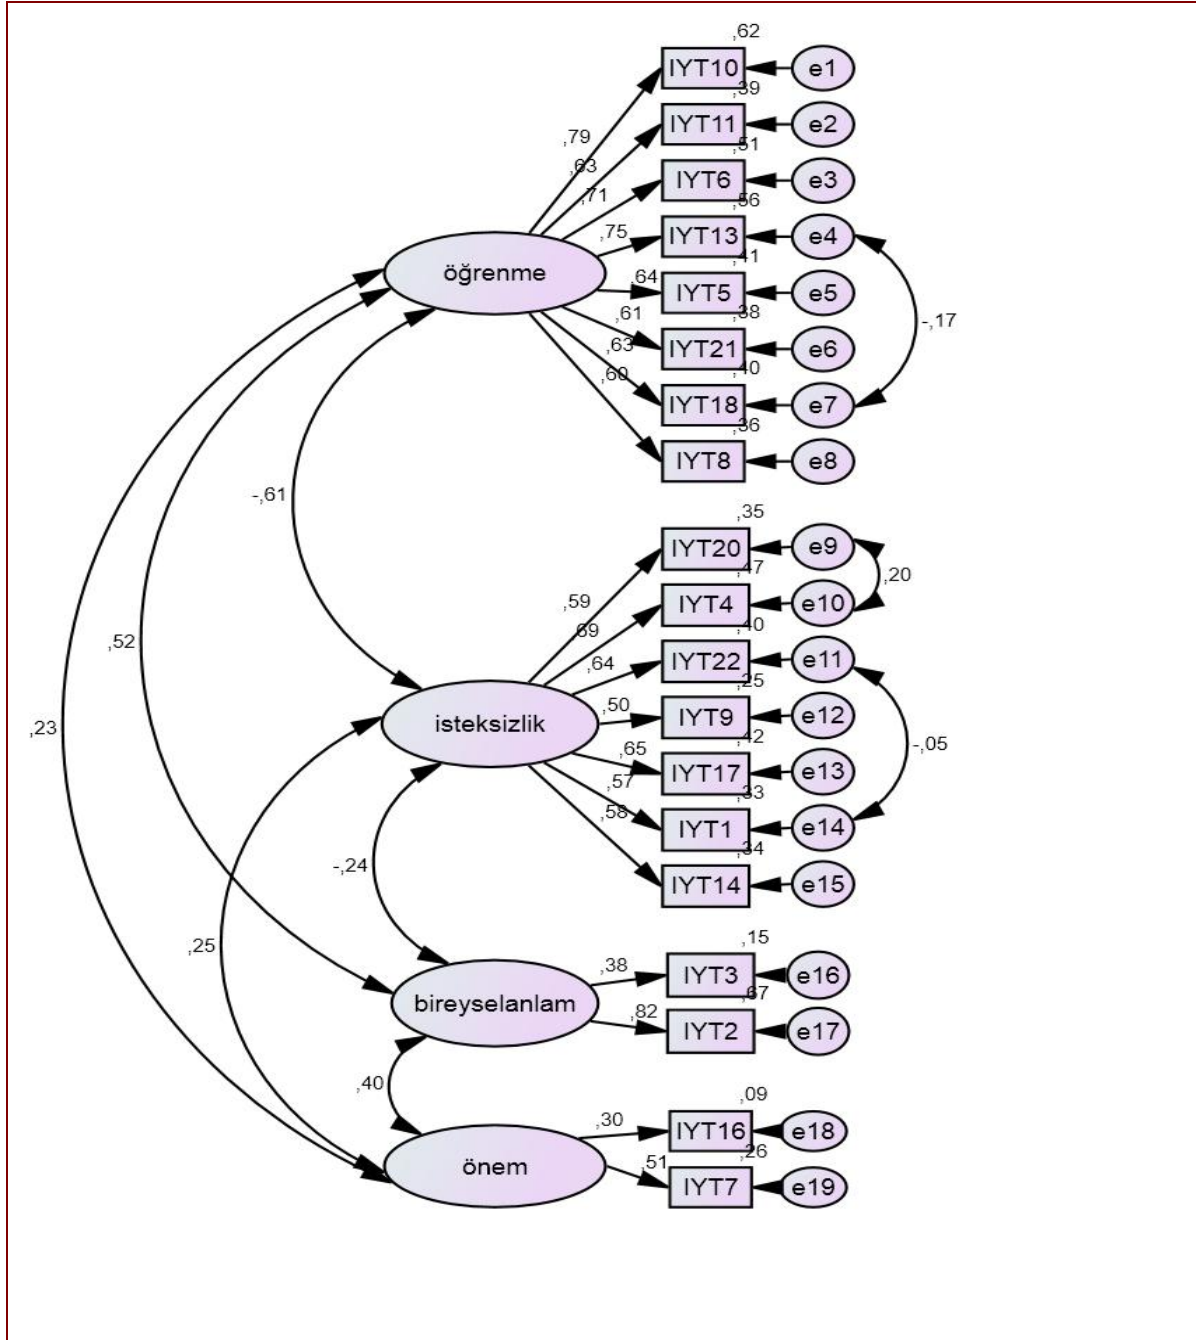 ,62
IYT10 e1
,39
,79 IYT11 e2
,51
,63
,71 IYT6 e3
,56
,75 IYT13 e4
,41
öğrenme
,64 IYT5 e5
,38
,61 -,17
,63 IYT21 e6
,40
,60 IYT18 e7
,36
IYT8 e8
-,61
,35
IYT20 e9
,47
,20
,59 IYT4 e10
,40
,69
,52 ,64 IYT22 e11
,25
,50 IYT9 e12
isteksizlik
,23 ,42
-,05
,65 IYT17 e13
,57 ,33
,58 IYT1 e14
,34
-,24
IYT14 e15
,25 ,15
,38 IYT3 e16
,67
bireyselanlam
,82 IYT2 e17
,40
,09
,30 IYT16 e18
,26
önem
,51 IYT7 e19